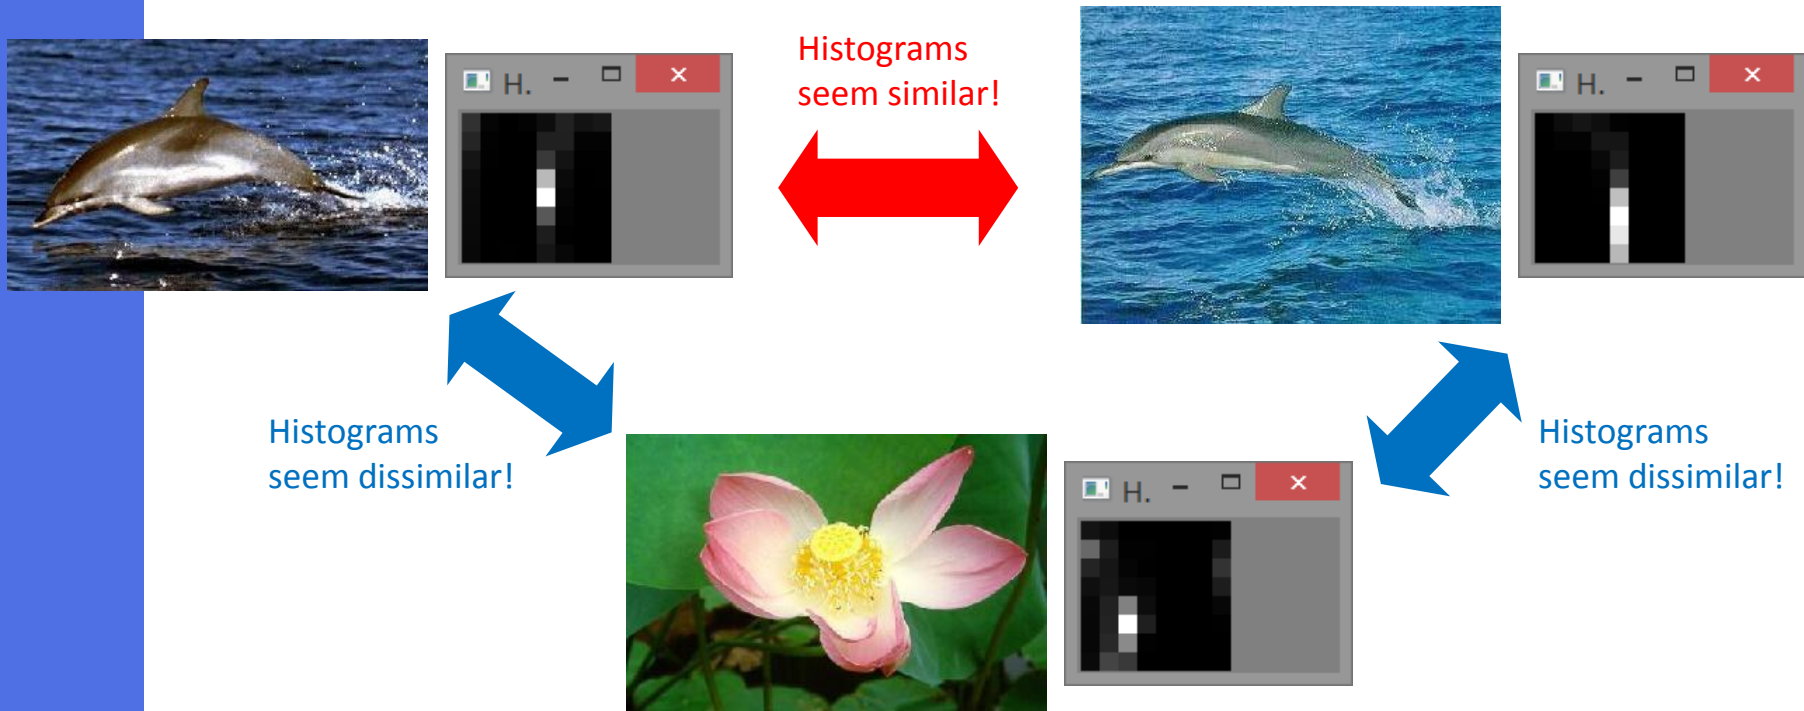 Histograms
seem similar!
H.
H.
Histograms
seem dissimilar!
Histograms
seem dissimilar!
H.